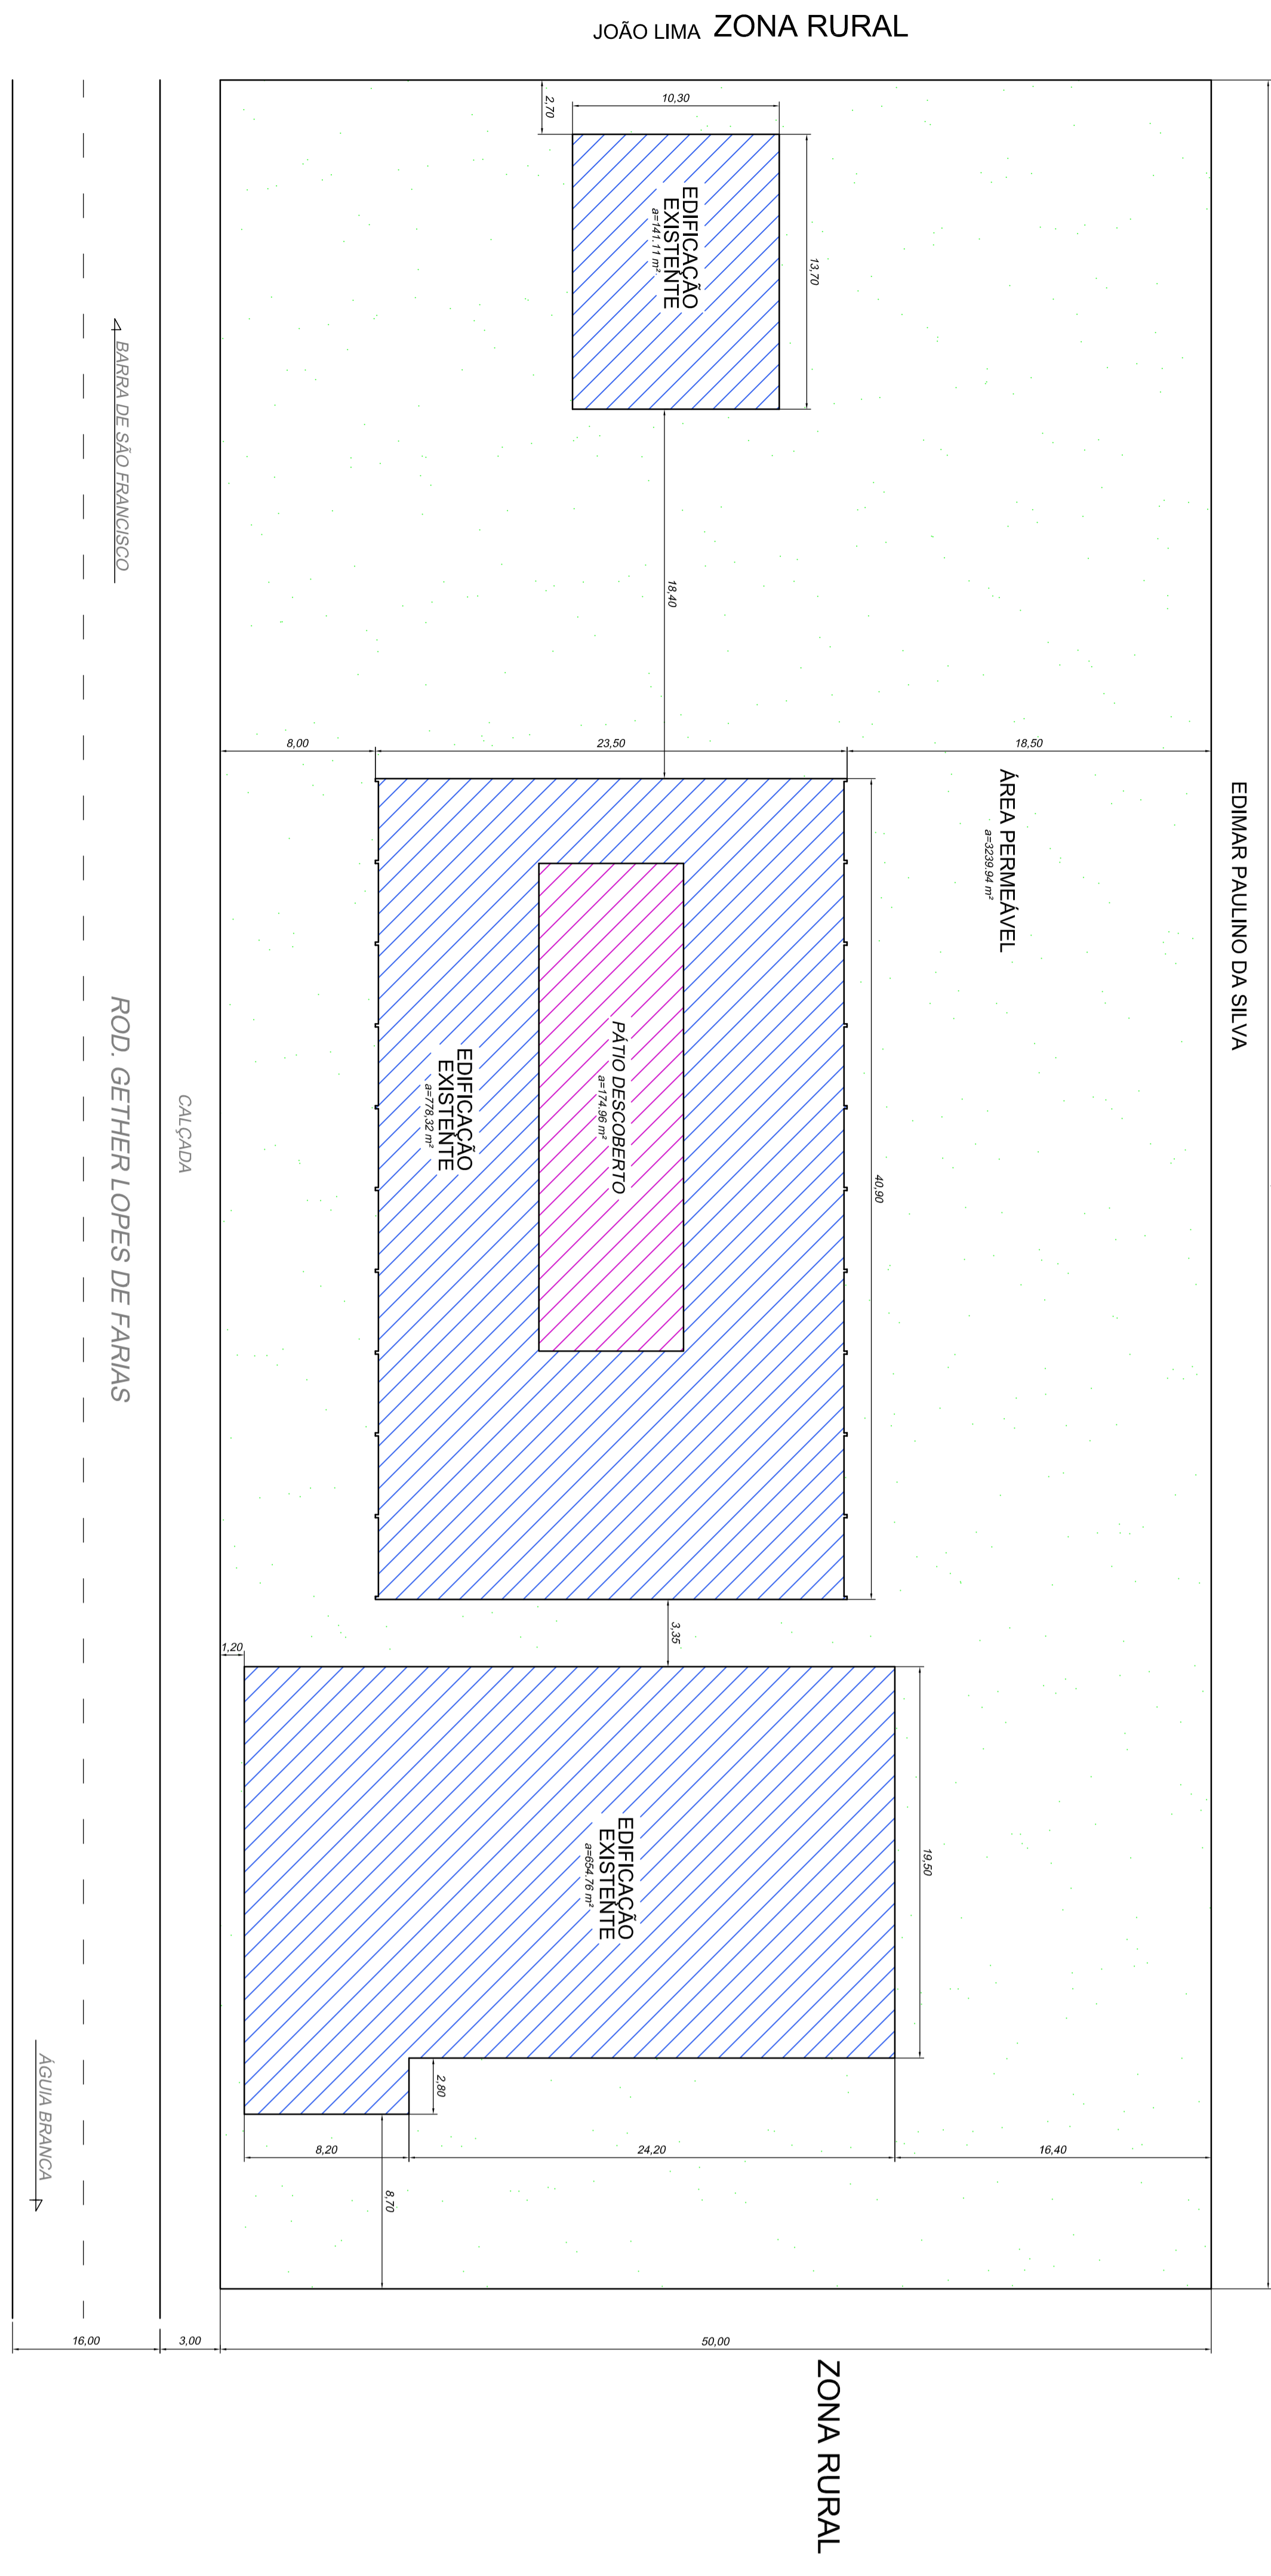 JOÃO LIMA ZONA RURAL
2,70
10,30
13,70
EDIFICAÇÃO
EXISTENTE
a=141.11 m²
BARRA DE SÃO FRANCISCO
18,40
8,00
23,50
18,50
ÁREA PERMEÁVEL
a=3239.94 m²
EDIMAR PAULINO DA SILVA
PÁTIO DESCOBERTO
a=174.96 m²
EDIFICAÇÃO
EXISTENTE
a=778,32 m²
40,90
ROD. GETHER LOPES DE FARIAS
CALÇADA
3,35
1,20
EDIFICAÇÃO
EXISTENTE
a=654.76 m²
19,50
2,80
ÁGUIA BRANCA
8,20
24,20
16,40
8,70
16,00
3,00
50,00
ZONA RURAL